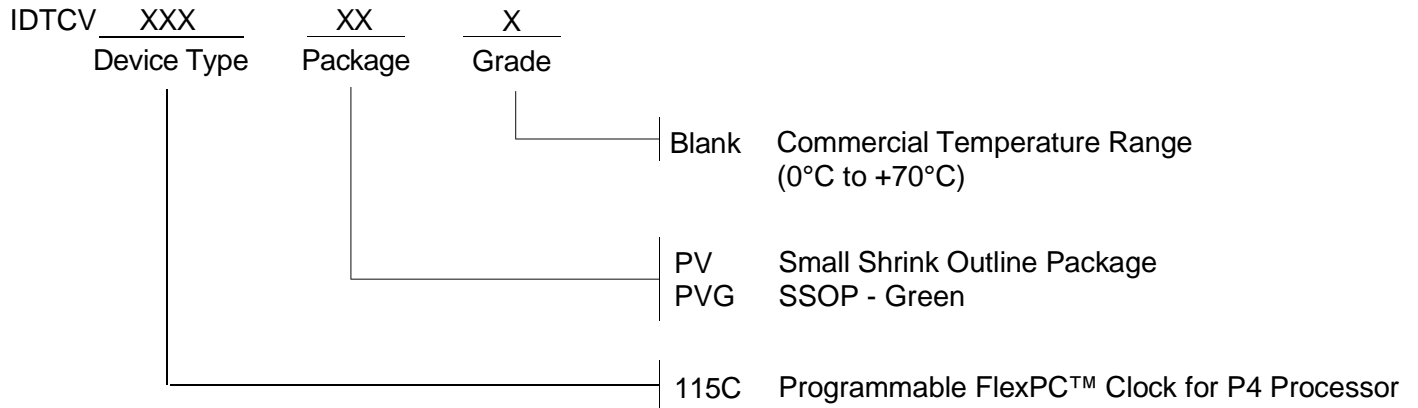 IDTCV XXX XX X
Device Type Package Grade
Blank Commercial Temperature Range
(0°C to +70°C)
PV Small Shrink Outline Package
PVG SSOP - Green
115C Programmable FlexPC™ Clock for P4 Processor